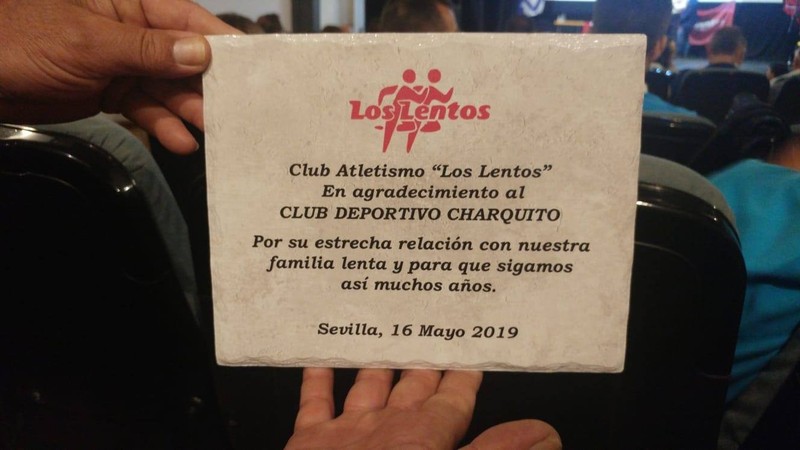 Los Lentos
Club Atletismo “Los Lentos”
En agradecimiento al
CLUB DEPORTIVO CHARQUITO
Por su estrecha relación con nuestra
familia lenta y para que sigamos
así muchos años.
Sevilla, 16 Mayo 2019